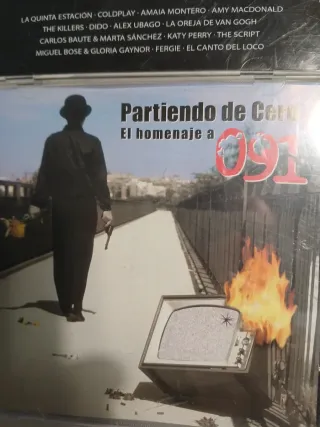 LA QUINTA ESTACIÓN · COLDPLAY · AMAIA MONTERO · AMY MACDONALD
THE KILLERS · DIDO · ALEX UBAGO · LA OREJA DE VAN GOGH
CARLOS BAUTE & MARTA SÁNCHEZ · KATY PERRY · THE SCRIPT
MIGUEL BOSE & GLORIA GAYNOR · FERGIE · EL CANTO DEL LOCO
Partiendo de Cero
El homenaje a
091